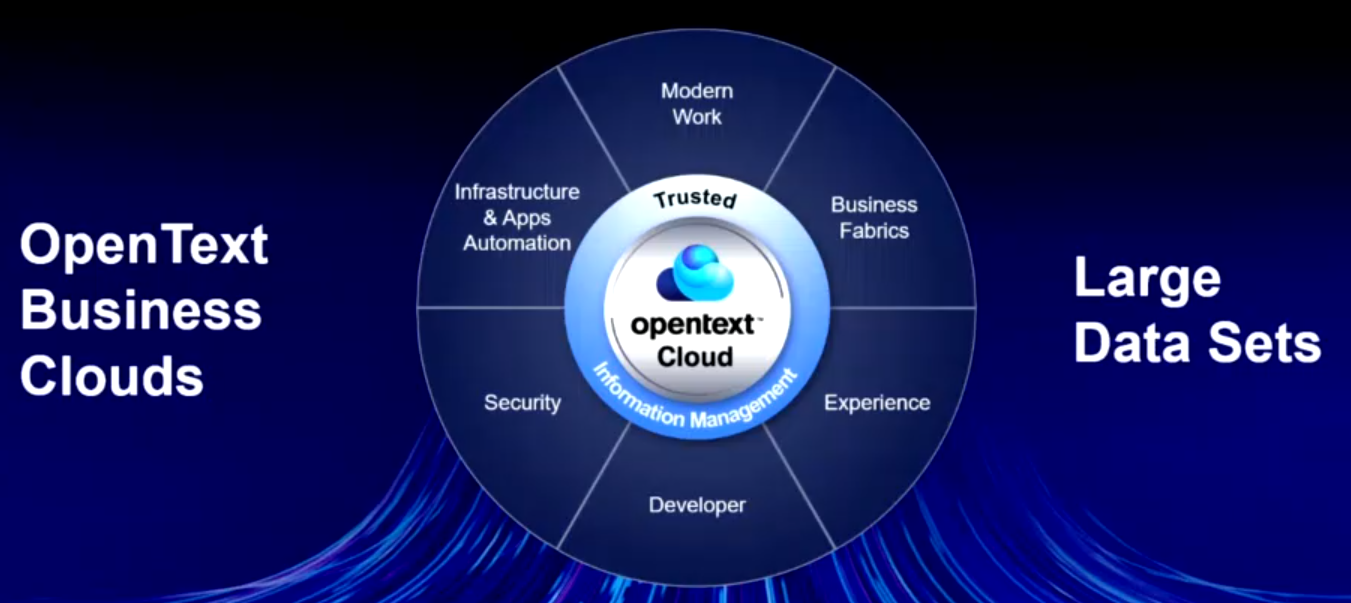 OpenText
Business
Clouds
Modern
Work
Infrastructure
& Apps
Automation
Business
Fabrics
Trusted
opentext™
Cloud
Information Management
Security
Experience
Developer
Large
Data Sets